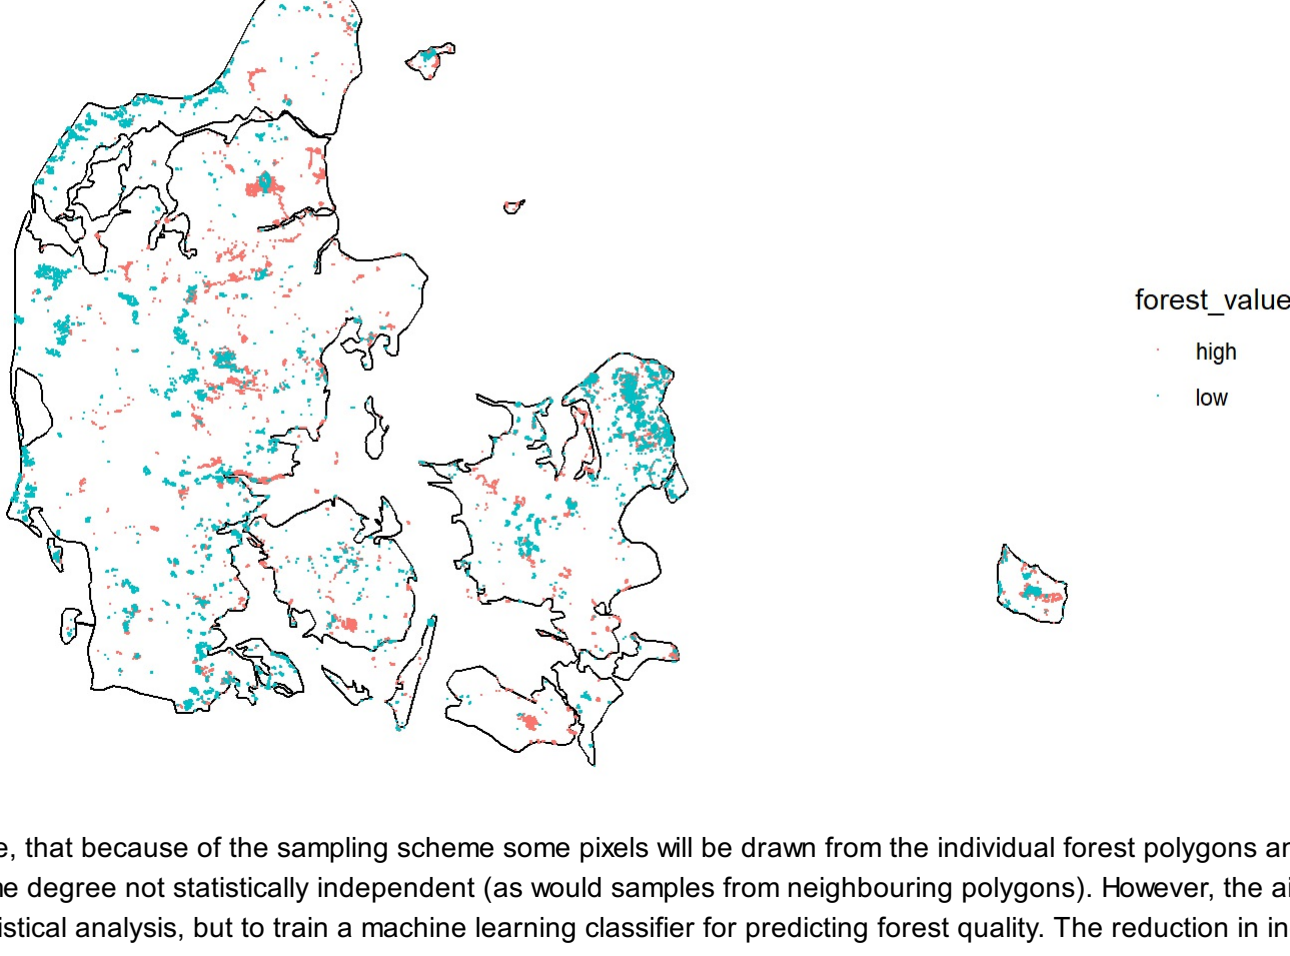 forest_value
high
low
e, that because of the sampling scheme some pixels will be drawn from the individual forest polygons ar
ne degree not statistically independent (as would samples from neighbouring polygons). However, the ai
istical analysis, but to train a machine learning classifier for predicting forest quality. The reduction in in